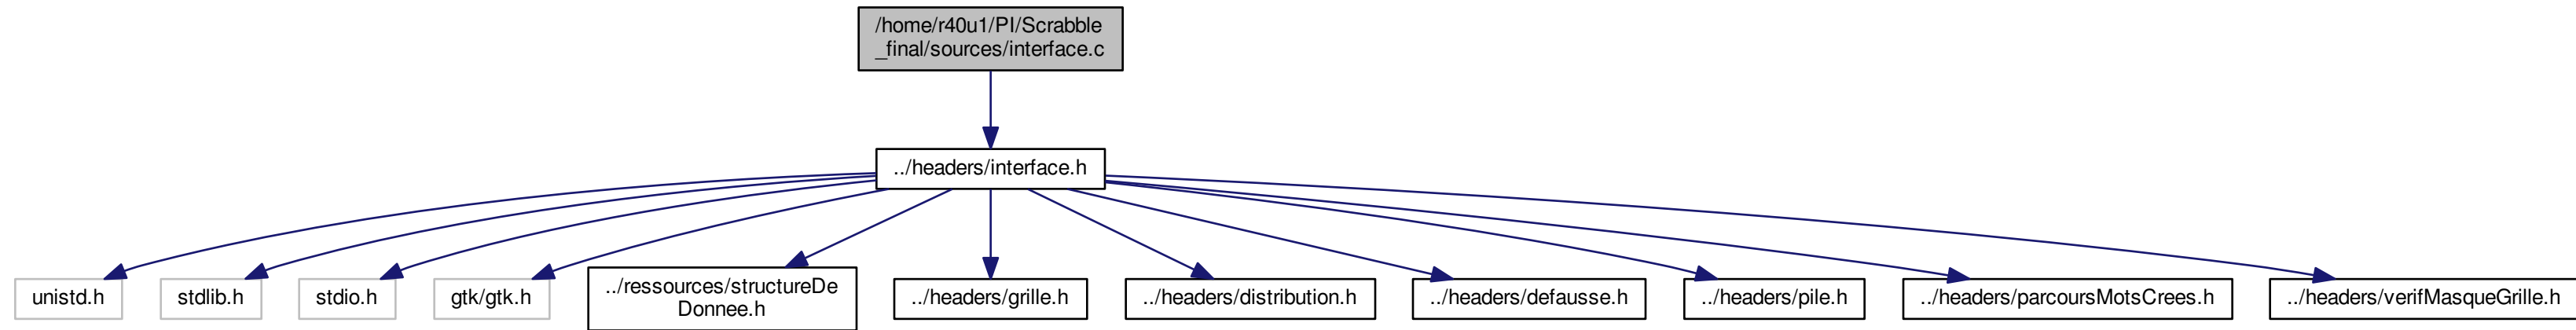 /home/r40u1/PI/Scrabble
_final/sources/interface.c
../headers/interface.h
unistd.h
stdlib.h
stdio.h
gtk/gtk.h
../ressources/structureDe
Donnee.h
../headers/grille.h
../headers/distribution.h
../headers/defausse.h
../headers/pile.h
../headers/parcoursMotsCrees.h
../headers/verifMasqueGrille.h